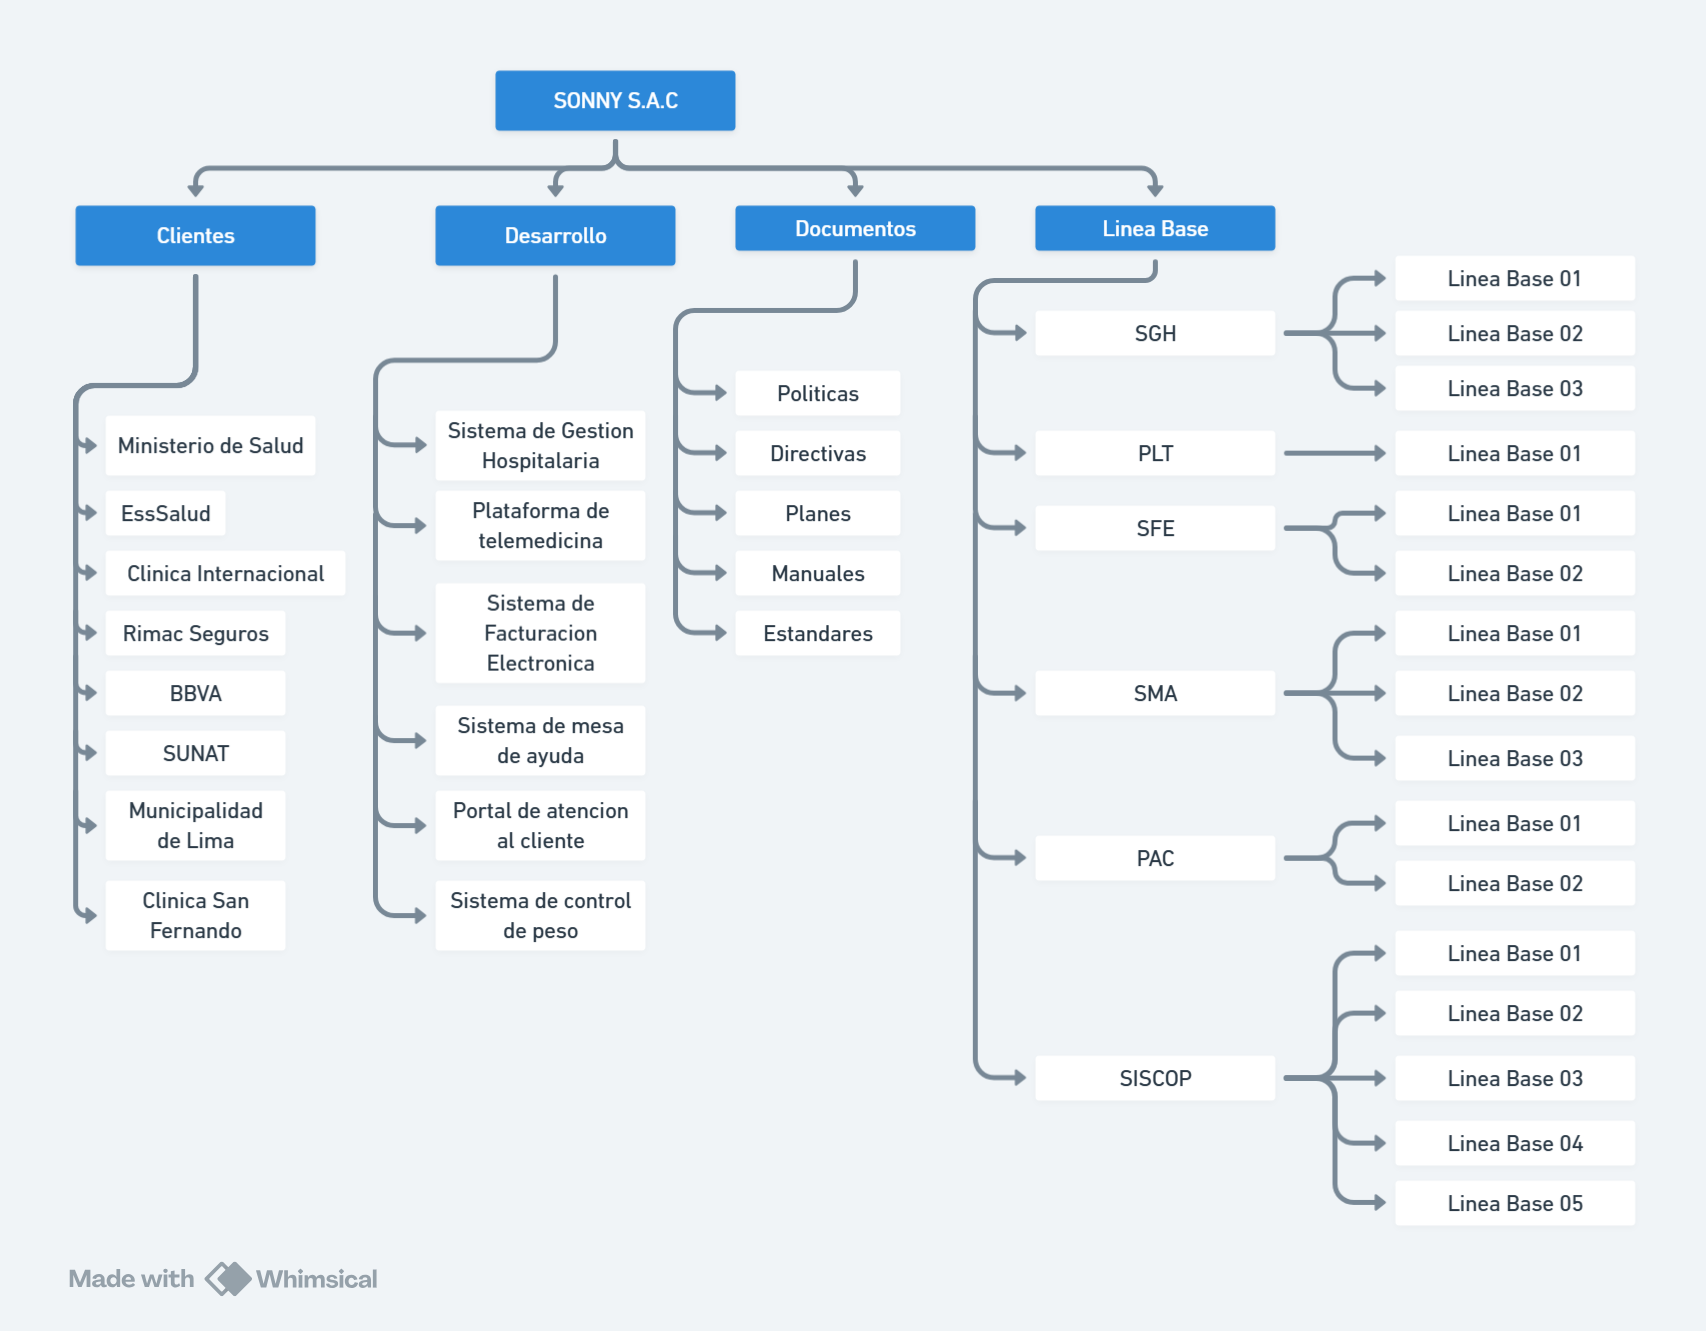 SONNY S.A.C
Clientes
Desarrollo
Documentos
Linea Base
Ministerio de Salud
EssSalud
Clinica Internacional
Rimac Seguros
BBVA
SUNAT
Municipalidad
de Lima
Clinica San
Fernando
Sistema de Gestion
Hospitalaria
Plataforma de
telemedicina
Sistema de
Facturacion
Electronica
Sistema de mesa
de ayuda
Portal de atencion
al cliente
Sistema de control
de peso
Politicas
Directivas
Planes
Manuales
Estandares
SGH
Linea Base 01
Linea Base 02
Linea Base 03
PLT
Linea Base 01
SFE
Linea Base 01
Linea Base 02
SMA
Linea Base 01
Linea Base 02
Linea Base 03
PAC
Linea Base 01
Linea Base 02
SISCOP
Linea Base 01
Linea Base 02
Linea Base 03
Linea Base 04
Linea Base 05
Made with Whimsical